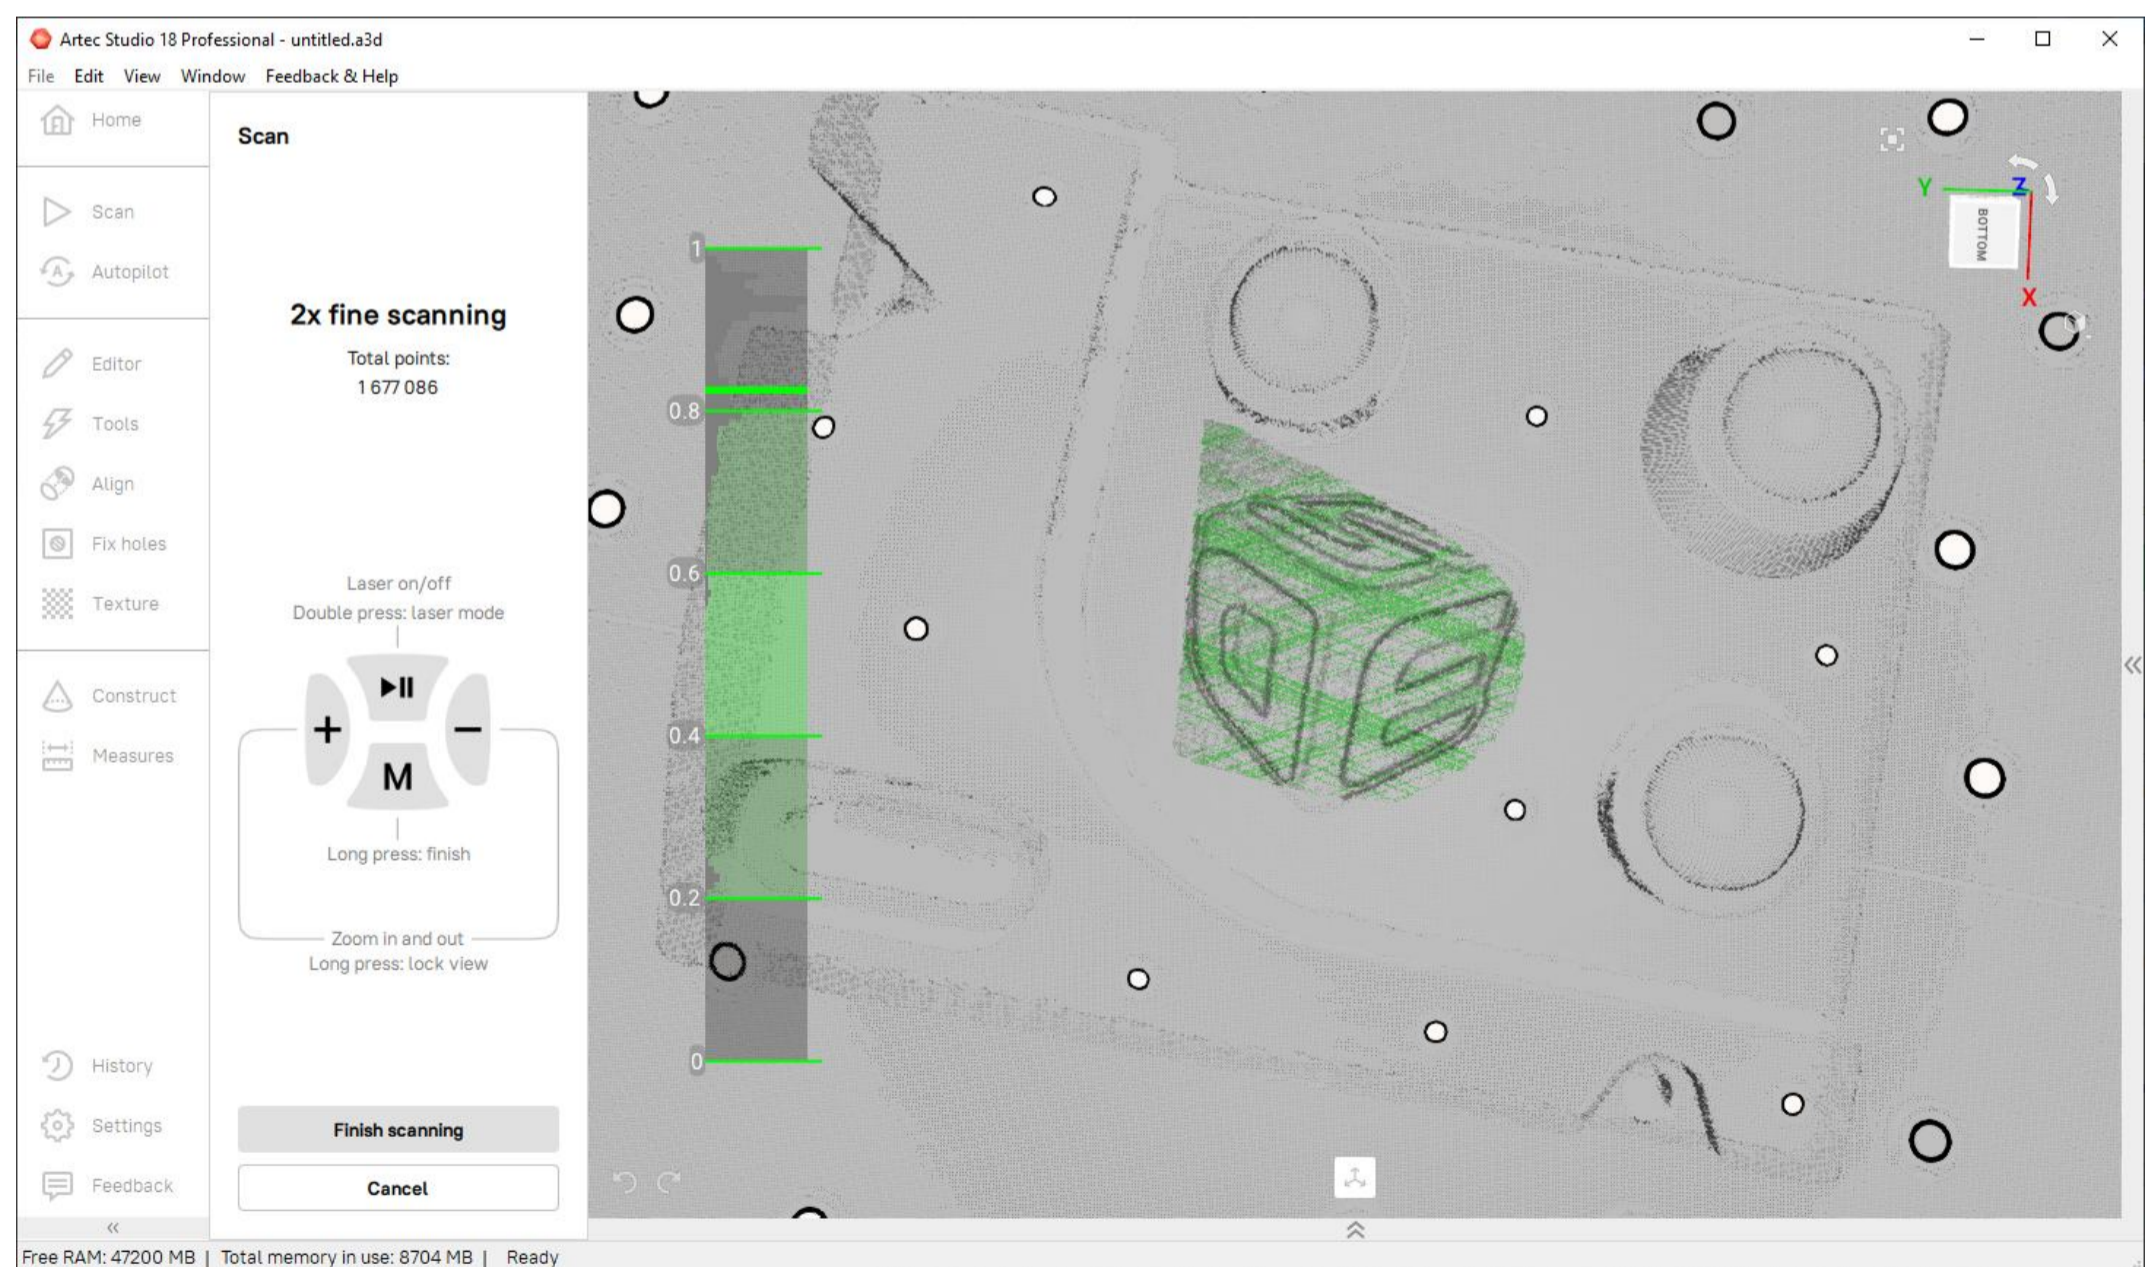 Artec Studio 18 Professional - untitled.a3d
File Edit View Window Feedback & Help
Home
Scan
Autopilot
Editor
Tools
Align
Fix holes
Texture
Construct
Measures
History
Settings
Feedback
Scan
2x fine scanning
Total points:
1 677 086
Laser on/off
Double press: laser mode
+
−
M
Long press: finish
Zoom in and out
Long press: lock view
Finish scanning
Cancel
1
0.8
0.6
0.4
0.2
0
Y Z
BOTTOM
X
Free RAM: 47200 MB | Total memory in use: 8704 MB | Ready